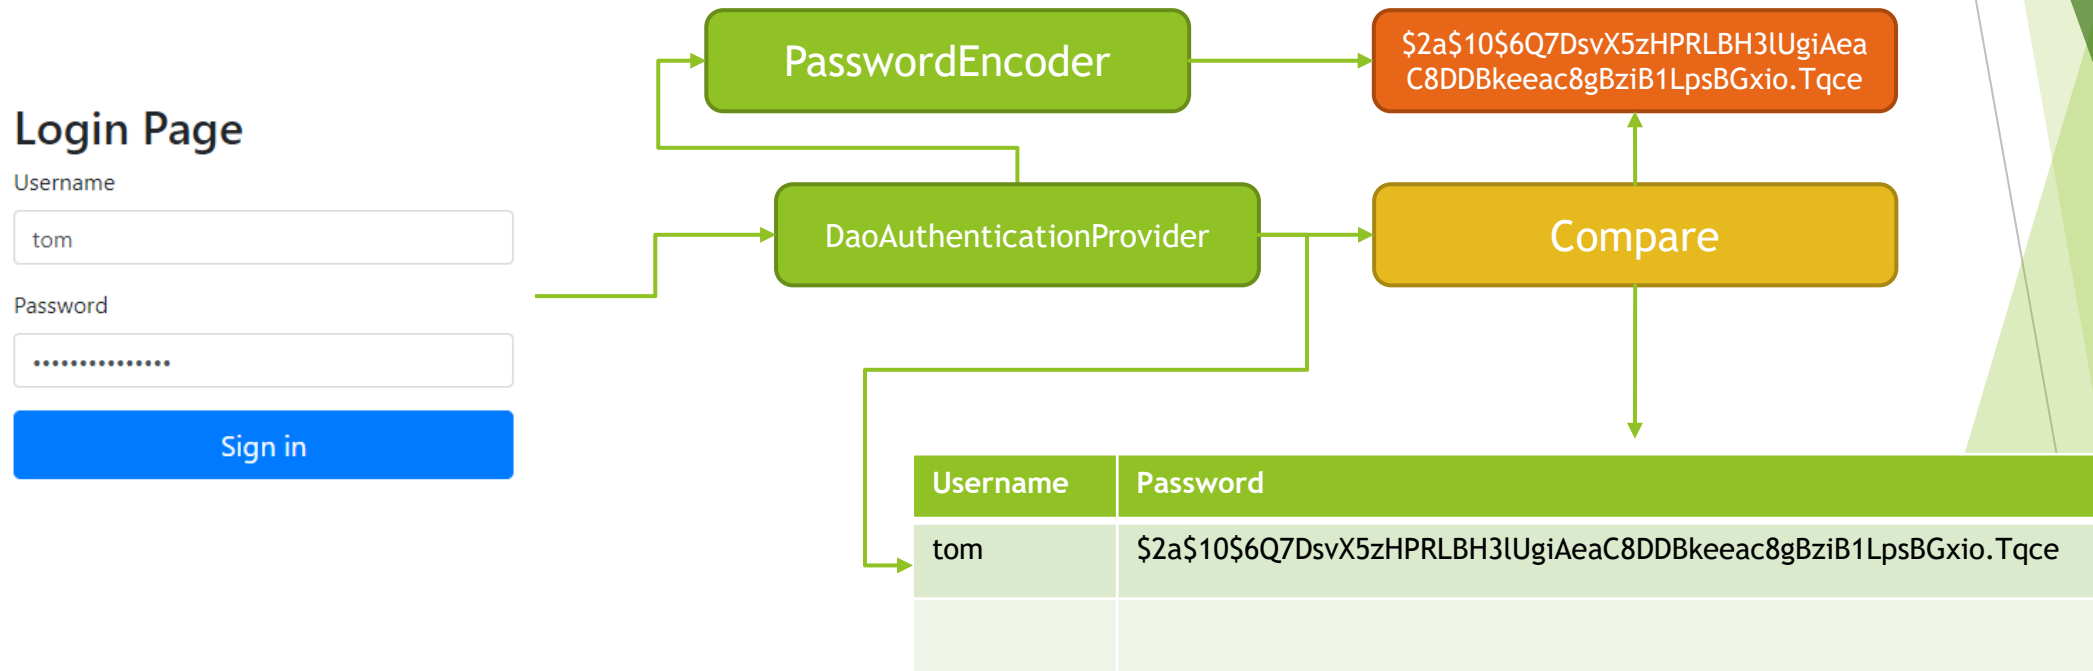 Login Page
Username
tom
Password
•••••••••••••••
Sign in
PasswordEncoder
$2a$10$6Q7DsvX5zHPRLBH3lUgiAea
C8DDBkeeac8gBziB1LpsBGxio.Tqce
DaoAuthenticationProvider
Compare
Username Password
tom $2a$10$6Q7DsvX5zHPRLBH3lUgiAeaC8DDBkeeac8gBziB1LpsBGxio.Tqce